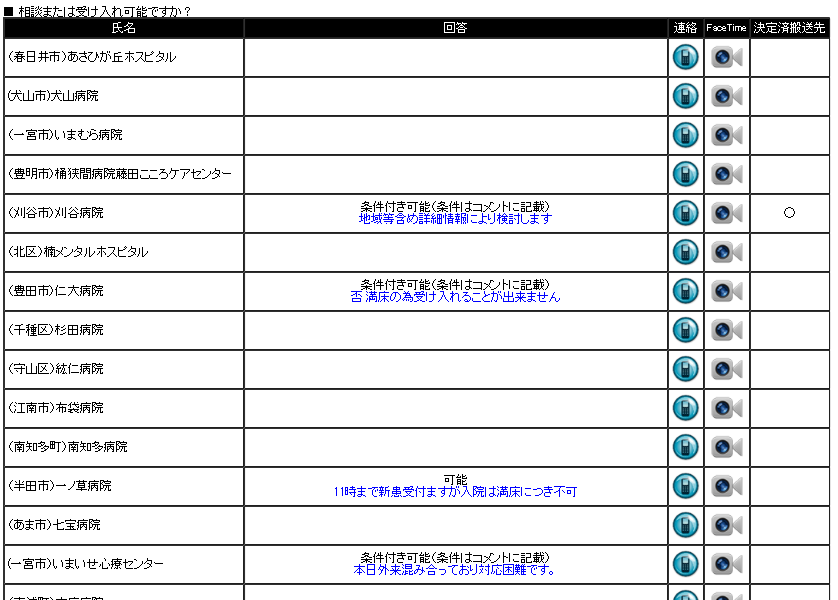 ■ 相談または受け入れ可能ですか？
氏名 回答 連絡 FaceTime 決定済搬送先
(春日井市)あさひが丘ホスピタル
(犬山市)犬山病院
(一宮市)いまむら病院
(豊明市)桶狭間病院藤田こころケアセンター
(刈谷市)刈谷病院 条件付き可能(条件はコメントに記載) ○
地域等含め詳細情報により検討します
(北区)楠メンタルホスピタル
(豊田市)仁大病院 条件付き可能(条件はコメントに記載)
否 満床の為受け入れることが出来ません
(千種区)杉田病院
(守山区)紘仁病院
(江南市)布袋病院
(南知多町)南知多病院
(半田市)一ノ草病院 可能
11時まで新患受付ますが入院は満床につき不可
(あま市)七宝病院
(一宮市)いまいせ心療センター 条件付き可能(条件はコメントに記載)
本日外来混み合っており対応困難です。